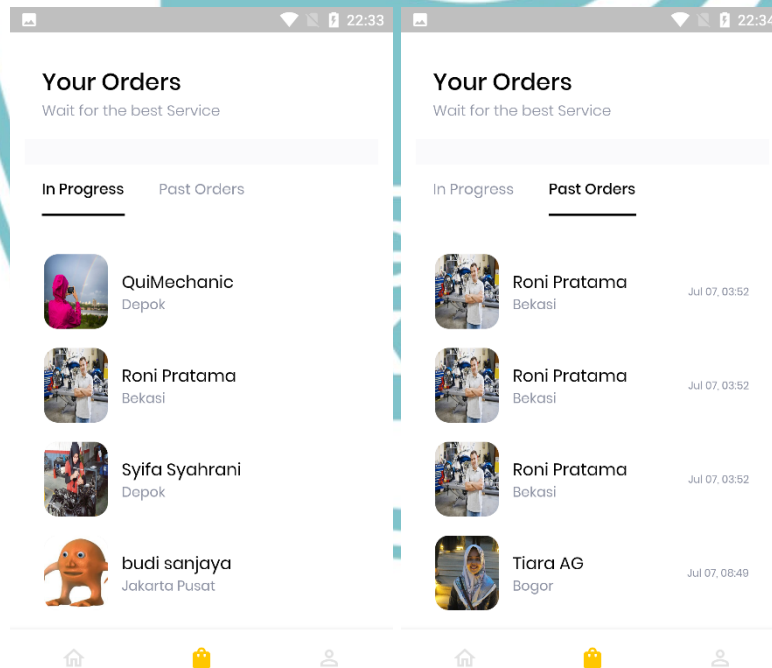 22:33
Your Orders
Wait for the best Service
In Progress Past Orders
QuiMechanic
Depok
Roni Pratama
Bekasi
Syifa Syahrani
Depok
budi sanjaya
Jakarta Pusat
22:34
Your Orders
Wait for the best Service
In Progress Past Orders
Roni Pratama
Bekasi
Jul 07, 03:52
Roni Pratama
Bekasi
Jul 07, 03:52
Roni Pratama
Bekasi
Jul 07, 03:52
Tiara AG
Bogor
Jul 07, 08:49